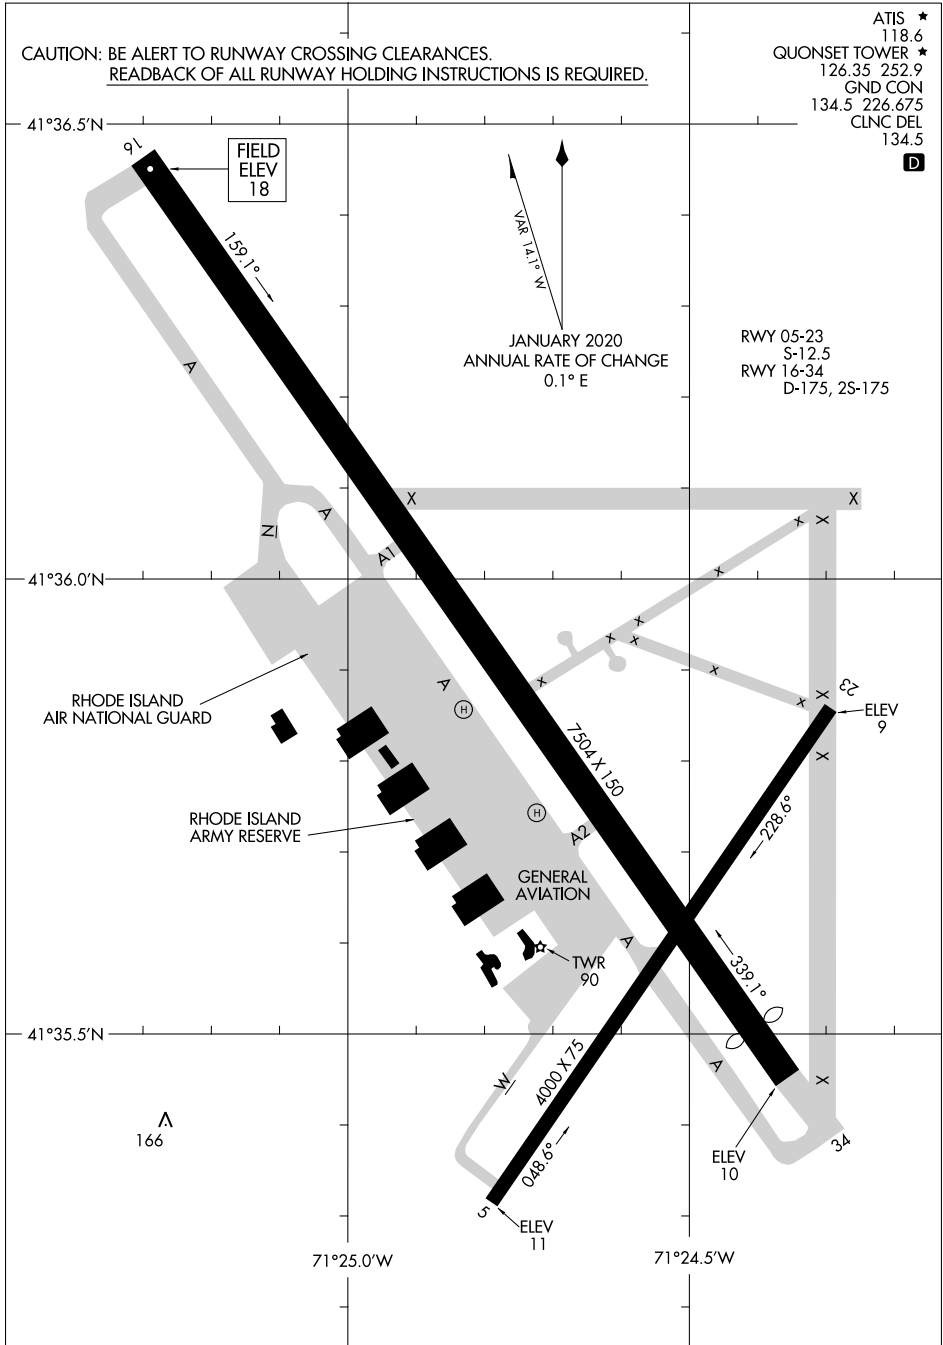 CAUTION: BE ALERT TO RUNWAY CROSSING CLEARANCES.
READBACK OF ALL RUNWAY HOLDING INSTRUCTIONS IS REQUIRED.
ATIS ★
118.6
QUONSET TOWER ★
126.35 252.9
GND CON
134.5 226.675
CLNC DEL
134.5
D
41°36.5'N
16
FIELD
ELEV
18
159.1°
VAR 14.1° W
JANUARY 2020
ANNUAL RATE OF CHANGE
0.1° E
RWY 05-23
S-12.5
RWY 16-34
D-175, 2S-175
A
X
X
A
N
A1
x
X
41°36.0'N
x
x
x
x
x
x
X
x
23
A
H
RHODE ISLAND
AIR NATIONAL GUARD
ELEV
9
7504 X 150
X
RHODE ISLAND
ARMY RESERVE
H
A2
228.6°
GENERAL
AVIATION
A
TWR
90
339.1°
41°35.5'N
4000 X 75
A
W
X
166
048.6°
34
ELEV
10
5
ELEV
11
71°25.0'W
71°24.5'W